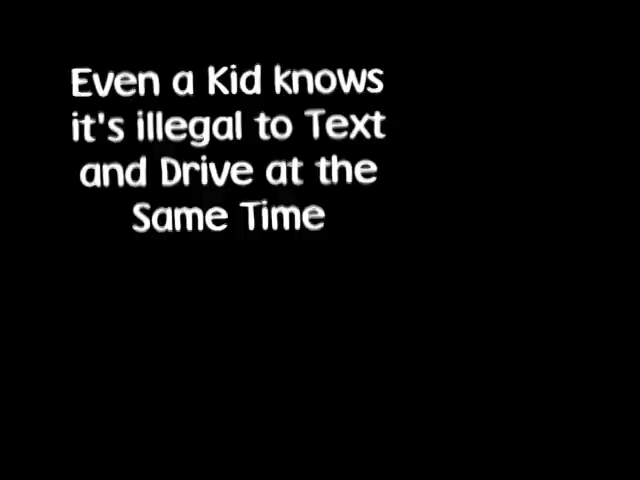 Even a Kid knows
it's illegal to Text
and Drive at the
Same Time